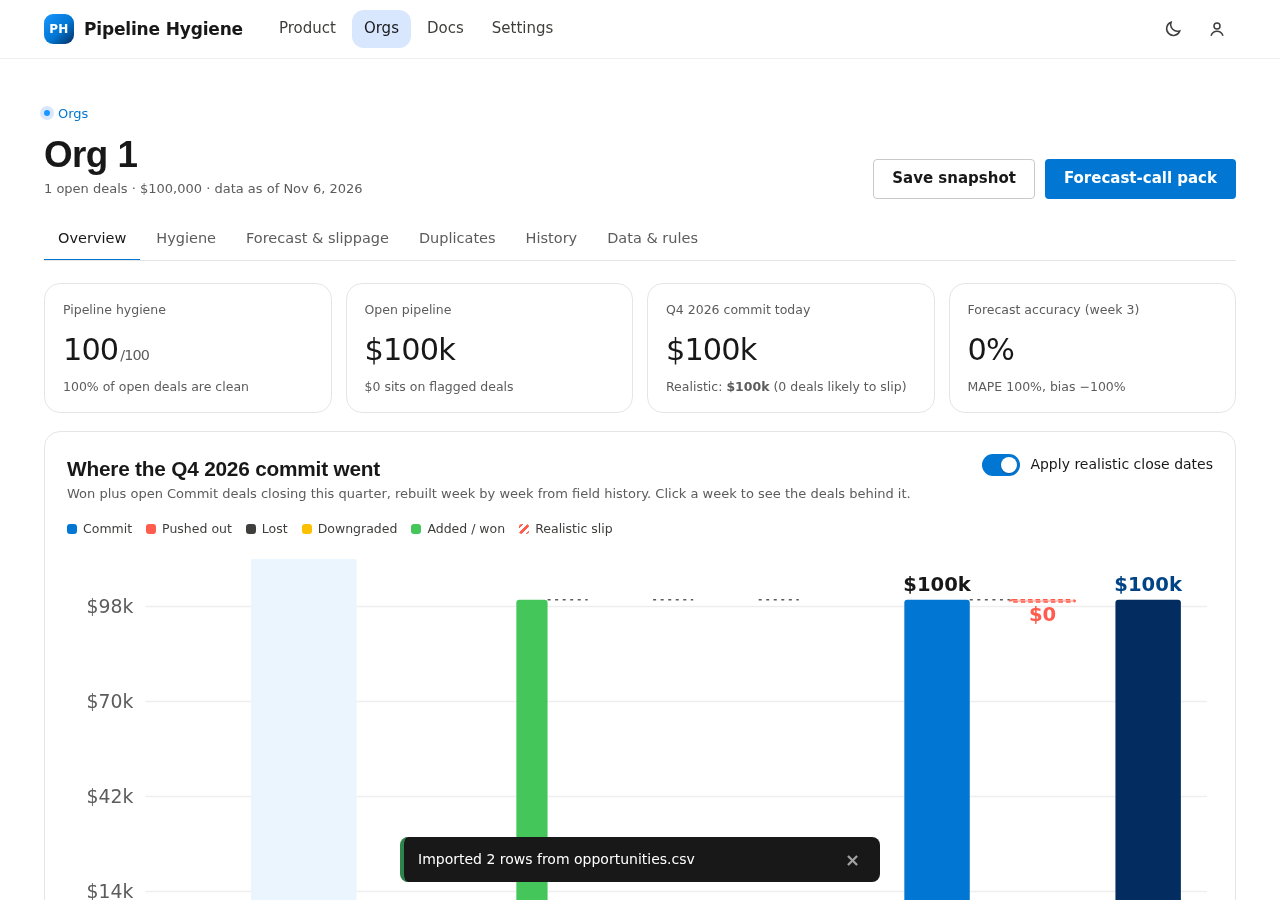 PH Pipeline Hygiene Product Orgs Docs Settings
Orgs
Org 1
1 open deals · $100,000 · data as of Nov 6, 2026
Save snapshot Forecast-call pack
Overview Hygiene Forecast & slippage Duplicates History Data & rules
Pipeline hygiene
100 /100
100% of open deals are clean
Open pipeline
$100k
$0 sits on flagged deals
Q4 2026 commit today
$100k
Realistic: $100k (0 deals likely to slip)
Forecast accuracy (week 3)
0%
MAPE 100%, bias −100%
Where the Q4 2026 commit went
Apply realistic close dates
Won plus open Commit deals closing this quarter, rebuilt week by week from field history. Click a week to see the deals behind it.
Commit Pushed out Lost Downgraded Added / won Realistic slip
$100k $100k
$98k
$0
$70k
$42k
$14k
Imported 2 rows from opportunities.csv ×